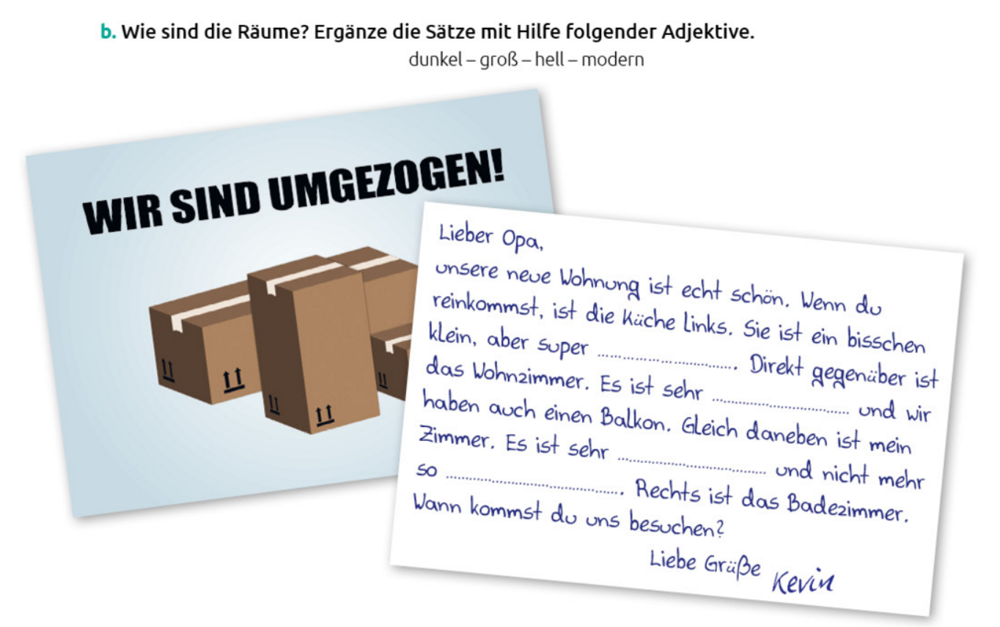 b. Wie sind die Räume? Ergänze die Sätze mit Hilfe folgender Adjektive.
dunkel – groß – hell – modern
WIR SIND UMGEZOGEN!
Lieber Opa,
unsere neue Wohnung ist echt schön. Wenn du
reinkommst, ist die Küche links. Sie ist ein bisschen
klein, aber super .................................. Direkt gegenüber ist
das Wohnzimmer. Es ist sehr .................................. und wir
haben auch einen Balkon. Gleich daneben ist mein
Zimmer. Es ist sehr .................................. und nicht mehr
so .................................. . Rechts ist das Badezimmer.
Wann kommst du uns besuchen?
Liebe Grüße Kevin